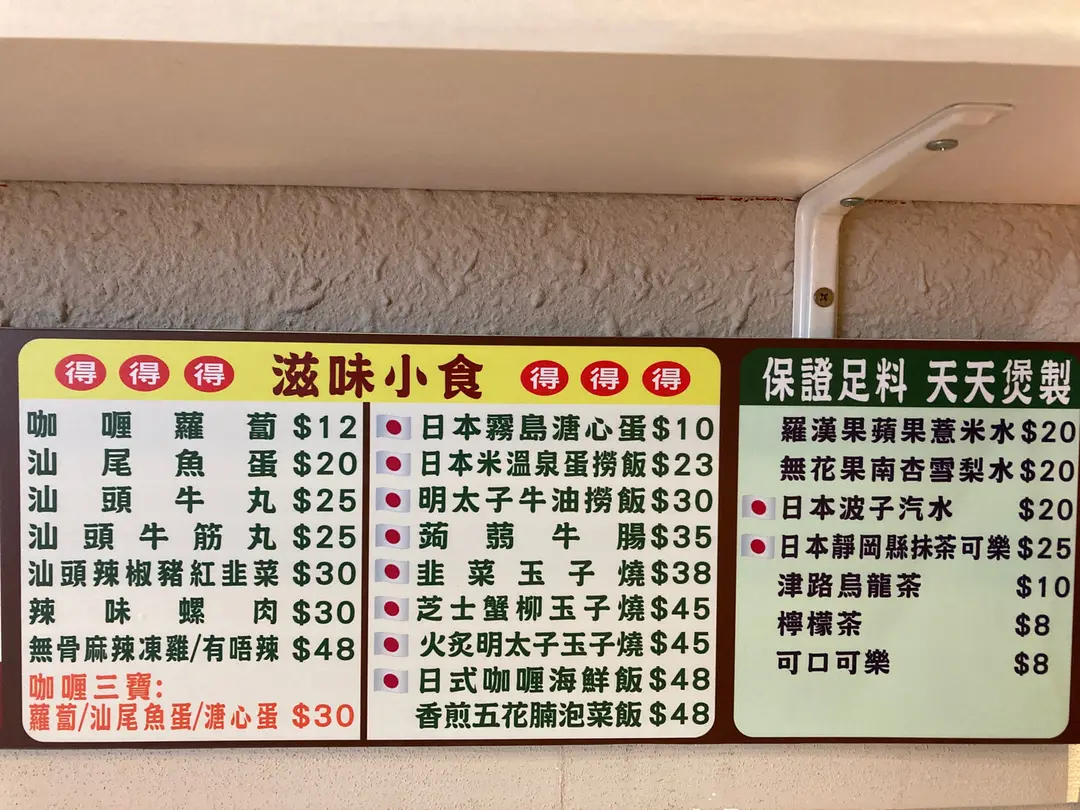 得 得 得 滋味小食 得 得 得
咖喱蘿蔔 $12
汕尾魚蛋 $20
汕頭牛丸 $25
汕頭牛筋丸 $25
汕頭辣椒豬紅韭菜 $30
辣味螺肉 $30
無骨麻辣凍雞/有唔辣 $48
咖喱三寶:
蘿蔔/汕尾魚蛋/溏心蛋 $30
日本霧島溏心蛋 $10
日本米溫泉蛋撈飯 $23
明太子牛油撈飯 $30
蒟蒻牛腸 $35
韭菜玉子燒 $38
芝士蟹柳玉子燒 $45
火炙明太子玉子燒 $45
日式咖喱海鮮飯 $48
香煎五花腩泡菜飯 $48
保證足料 天天煲製
羅漢果蘋果薏米水 $20
無花果南杏雪梨水 $20
日本波子汽水 $20
日本靜岡縣抹茶可樂 $25
津路烏龍茶 $10
檸檬茶 $8
可口可樂 $8